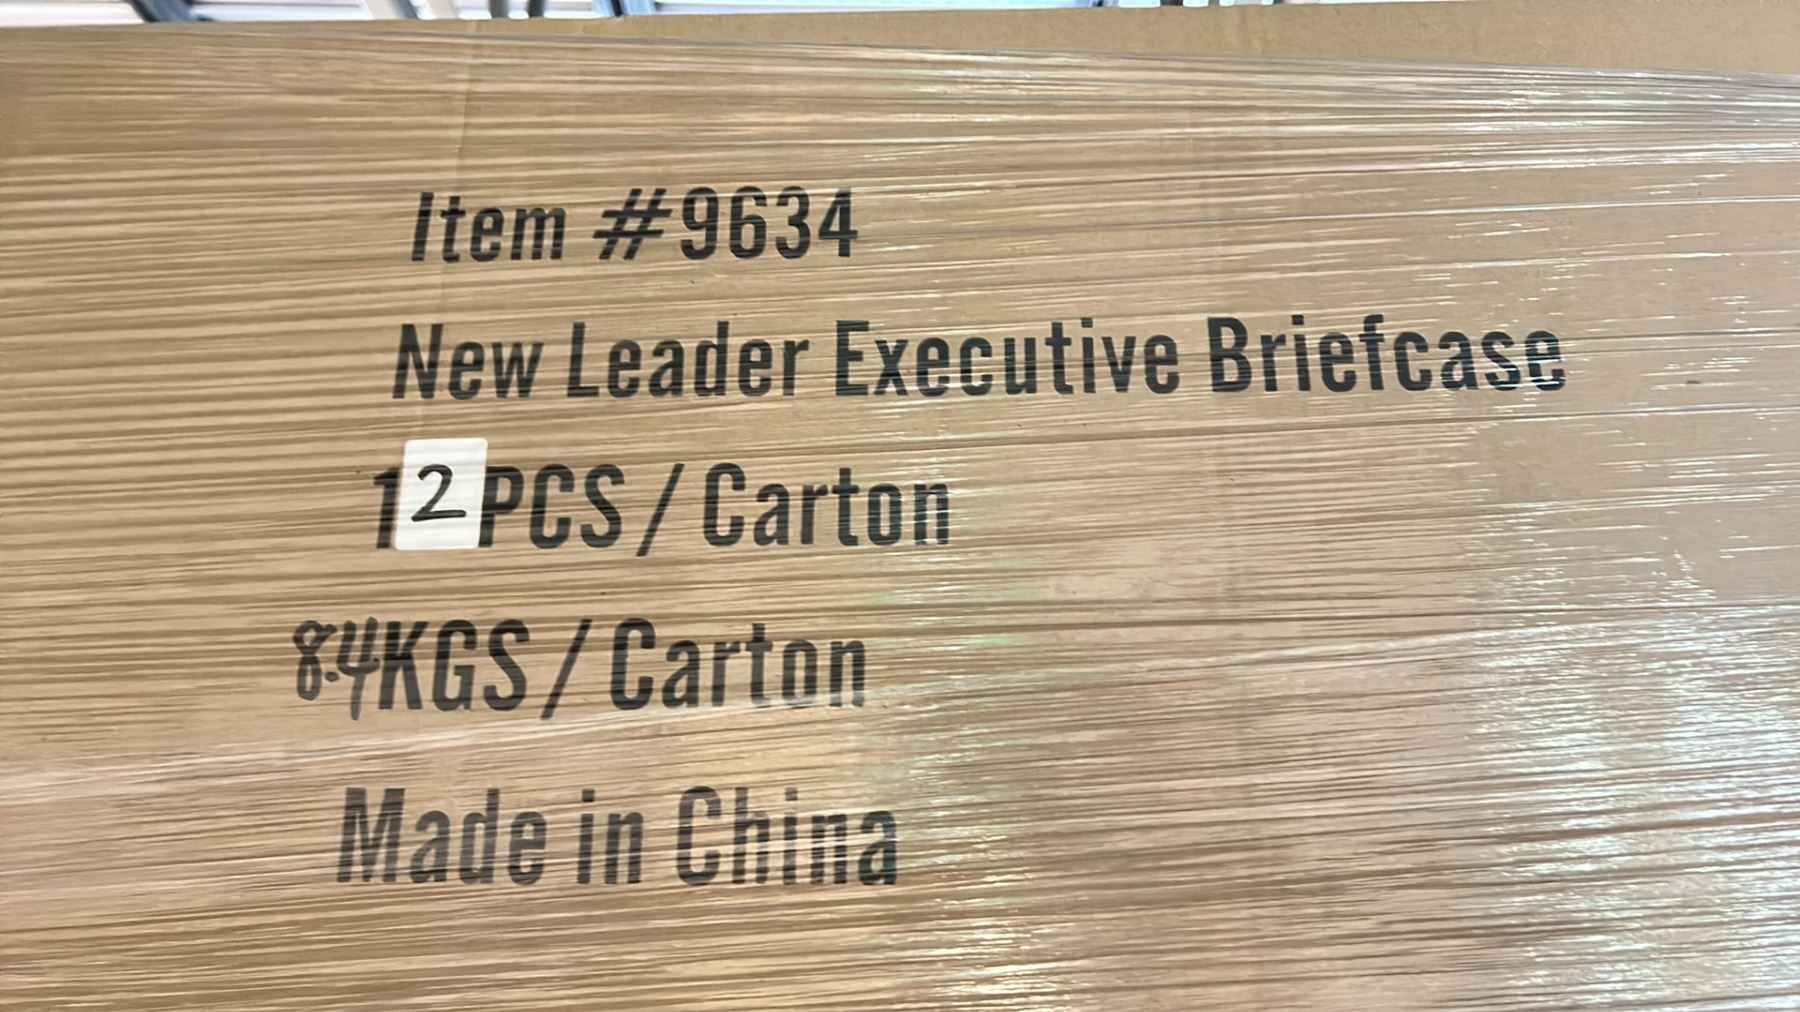 Item #9634
New Leader Executive Briefcase
12PCS / Carton
8.4KGS / Carton
Made in China